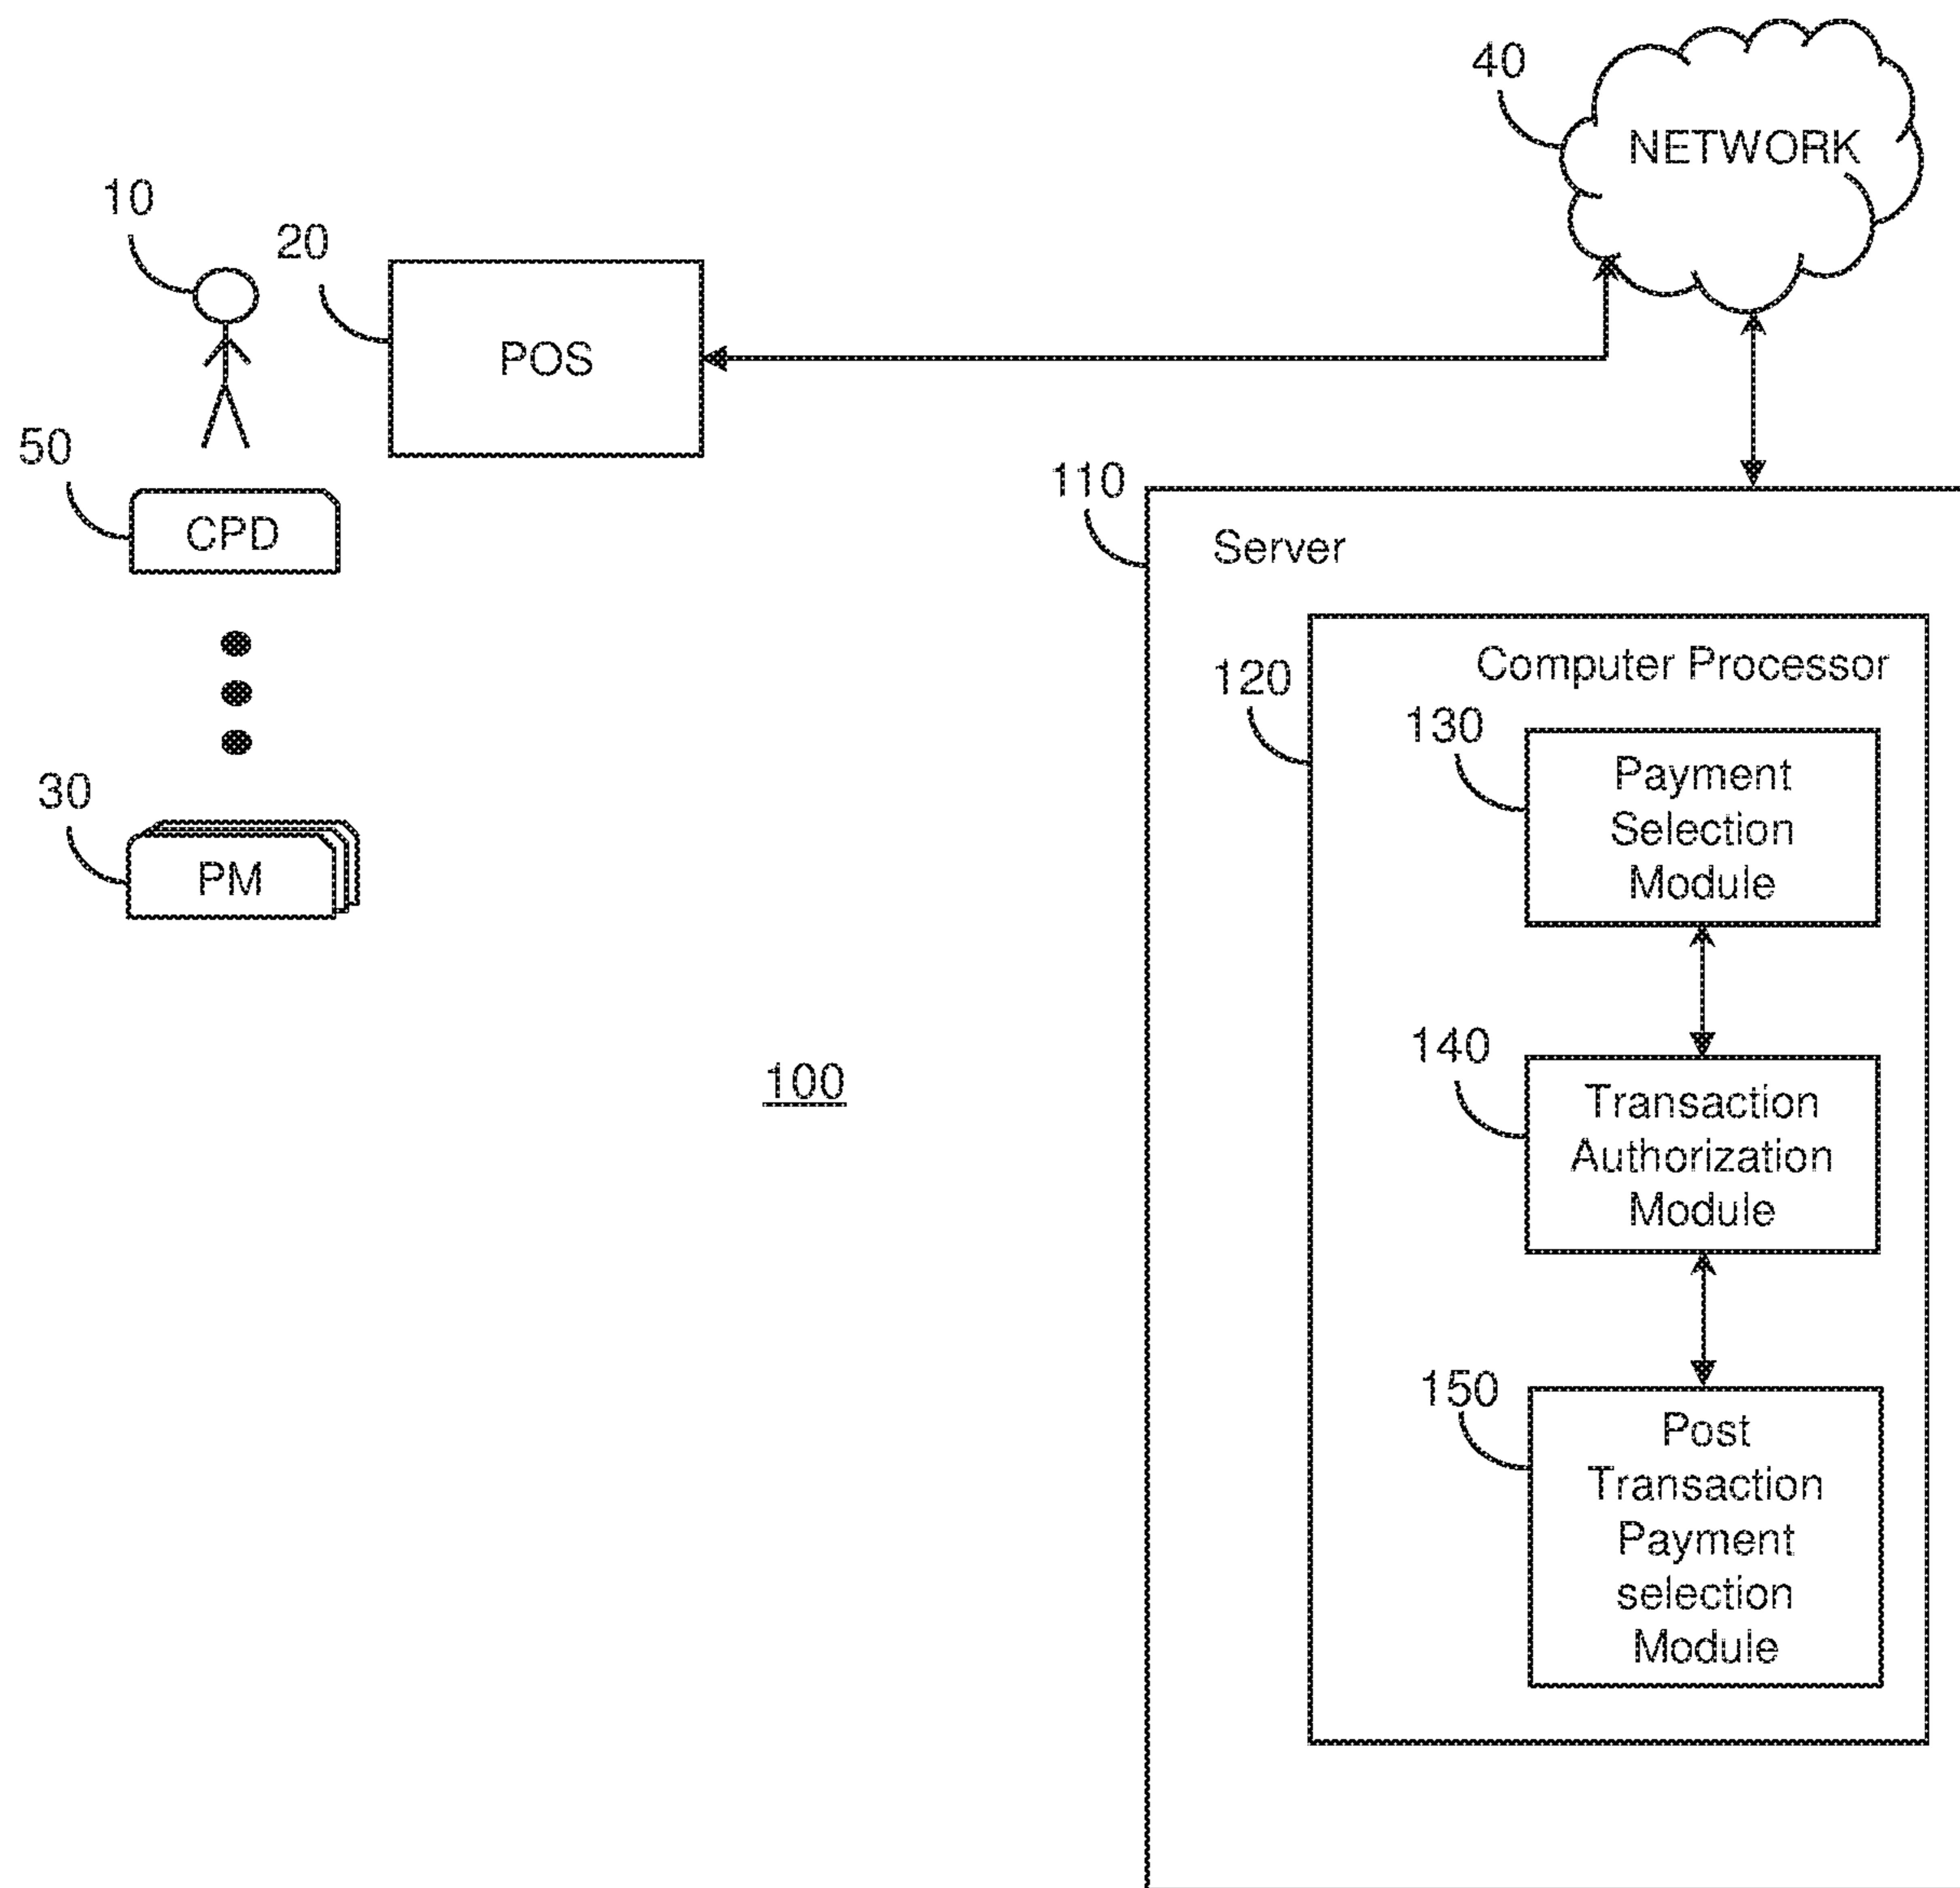 40
NETWORK
10
20
POS
50
CPD
110
Server
120
Computer Processor
130
Payment
Selection
Module
30
PM
140
Transaction
Authorization
Module
100
150
Post
Transaction
Payment
selection
Module